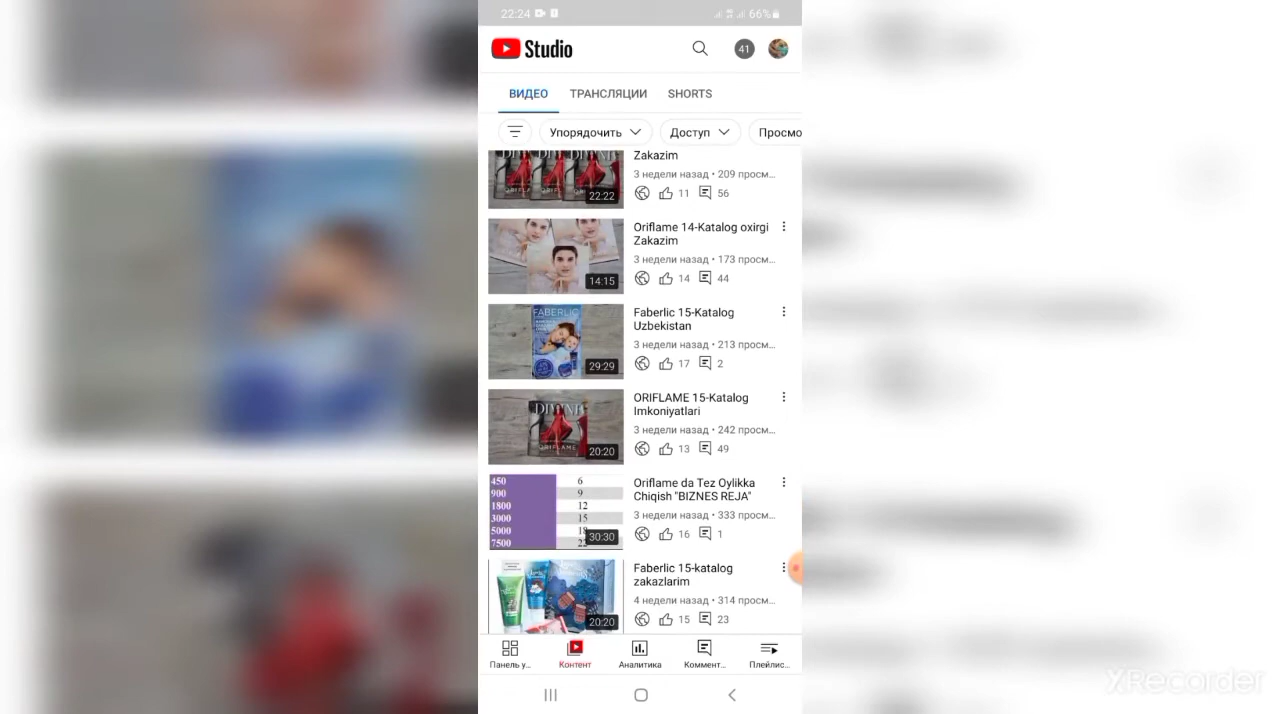 22:24
66%
Studio
41
ВИДЕО
ТРАНСЛЯЦИИ
SHORTS
Упорядочить
Доступ
Просмо
DIVINE
ORIFLA
22:22
Zakazim
3 недели назад • 209 просм...
11
56
14:15
Oriflame 14-Katalog oxirgi
Zakazim
3 недели назад • 173 просм...
14
44
FABERLIC
29:29
Faberlic 15-Katalog
Uzbekistan
3 недели назад • 213 просм...
17
2
DIVINE
ORIFLAME
20:20
ORIFLAME 15-Katalog
Imkoniyatlari
3 недели назад • 242 просм...
13
49
450 6
900 9
1800 12
3000 15
5000 18
7500
30:30
Oriflame da Tez Oylikka
Chiqish "BIZNES REJA"
3 недели назад • 333 просм...
16
1
20:20
Faberlic 15-katalog
zakazlarim
4 недели назад • 314 просм...
15
23
Панель у...
Контент
Аналитика
Коммент...
Плейлис...
XRecorder